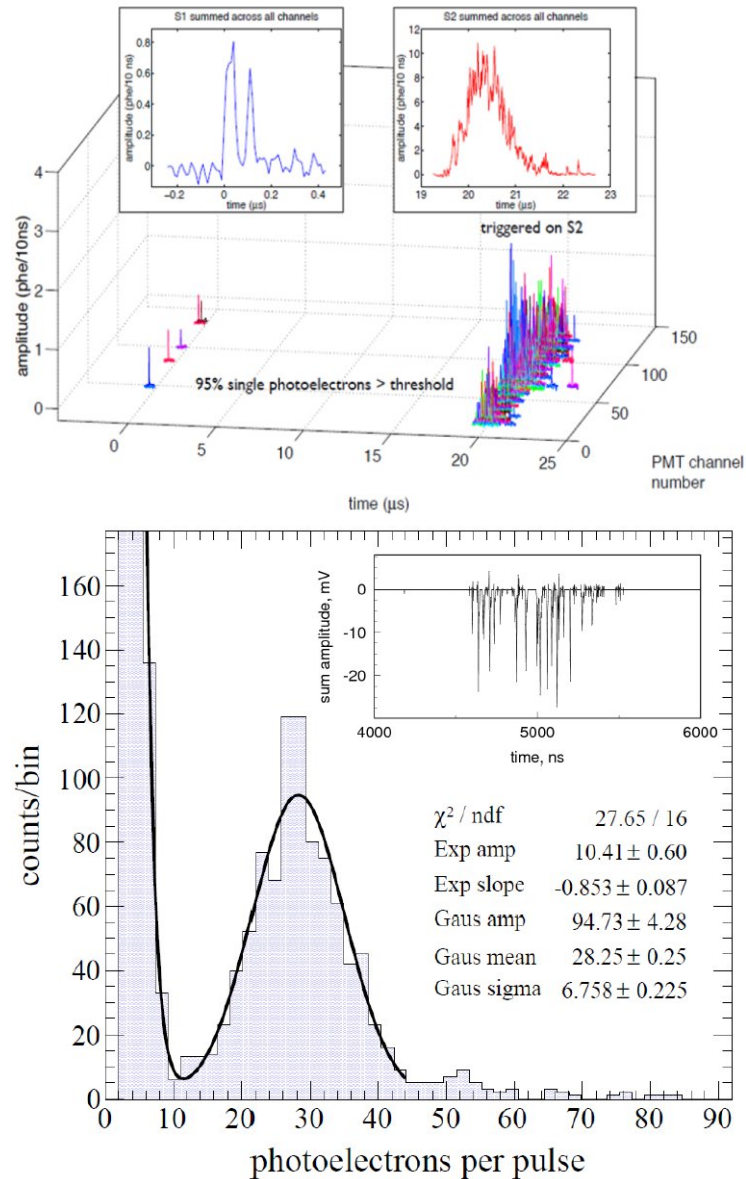 S1 summed across all channels
amplitude (phe/10 ns)
0.8
0.6
0.4
0.2
0
-0.2 0 0.2 0.4
time (µs)
S2 summed across all channels
amplitude (phe/10 ns)
12
10
8
6
4
2
0
19 20 21 22 23
time (µs)
triggered on S2
amplitude (phe/10ns)
4
3
2
1
0
95% single photoelectrons > threshold
0 5 10 15 20 25
time (µs)
150
100
50
0
PMT channel
number
counts/bin
160
140
120
100
80
60
40
20
0
sum amplitude, mV
0
-10
-20
4000 5000 6000
time, ns
χ² / ndf 27.65 / 16
Exp amp 10.41 ± 0.60
Exp slope -0.853 ± 0.087
Gaus amp 94.73 ± 4.28
Gaus mean 28.25 ± 0.25
Gaus sigma 6.758 ± 0.225
0 10 20 30 40 50 60 70 80 90
photoelectrons per pulse